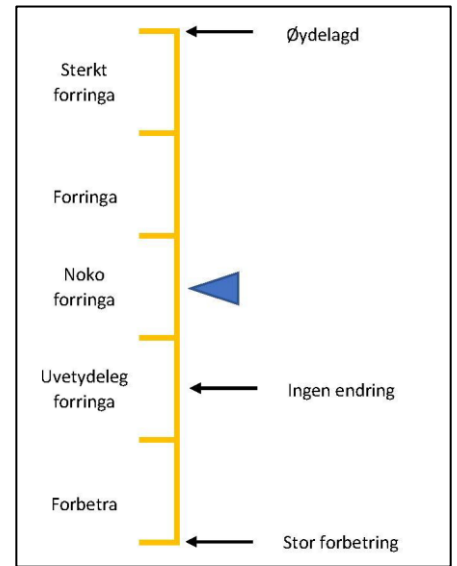 Øydelagd
Sterkt
forringa
Forringa
Noko
forringa
Uvetydeleg
forringa
Ingen endring
Forbetra
Stor forbetring